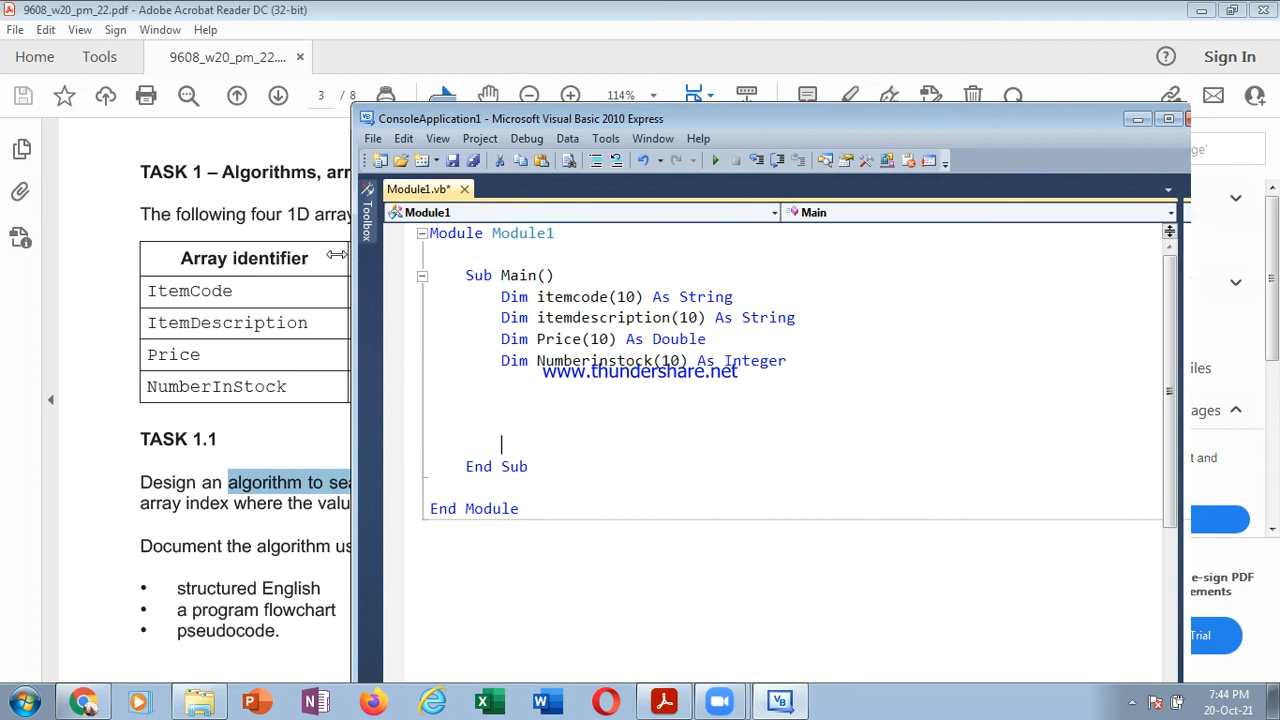 9608_w20_pm_22.pdf - Adobe Acrobat Reader DC (32-bit)
File Edit View Sign Window Help
Home Tools 9608_w20_pm_22.... × Sign In
3 / 8 114%
ConsoleApplication1 - Microsoft Visual Basic 2010 Express
File Edit View Project Debug Data Tools Window Help
Module1.vb*
Toolbox
Module1 Main
Module Module1
Sub Main()
Dim itemcode(10) As String
Dim itemdescription(10) As String
Dim Price(10) As Double
Dim Numberinstock(10) As Integer
www.thundershare.net
End Sub
End Module
TASK 1 – Algorithms, arr
The following four 1D array
Array identifier
ItemCode
ItemDescription
Price
NumberInStock
TASK 1.1
Design an algorithm to sea
array index where the valu
Document the algorithm us
• structured English
• a program flowchart
• pseudocode.
e'
iles
ages
t and
e-sign PDF
ements
Trial
7:44 PM
20-Oct-21